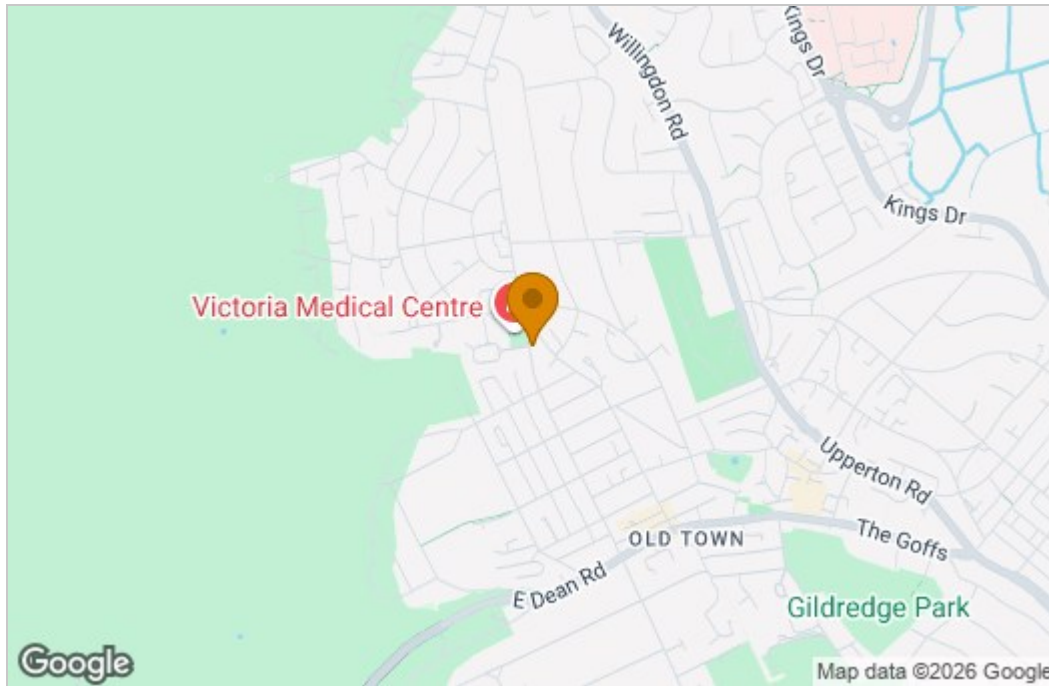 Kings Dr
Willingdon Rd
Kings Dr
Victoria Medical Centre
Upperton Rd
OLD TOWN
The Goffs
E Dean Rd
Gildredge Park
Google
Map data ©2026 Google